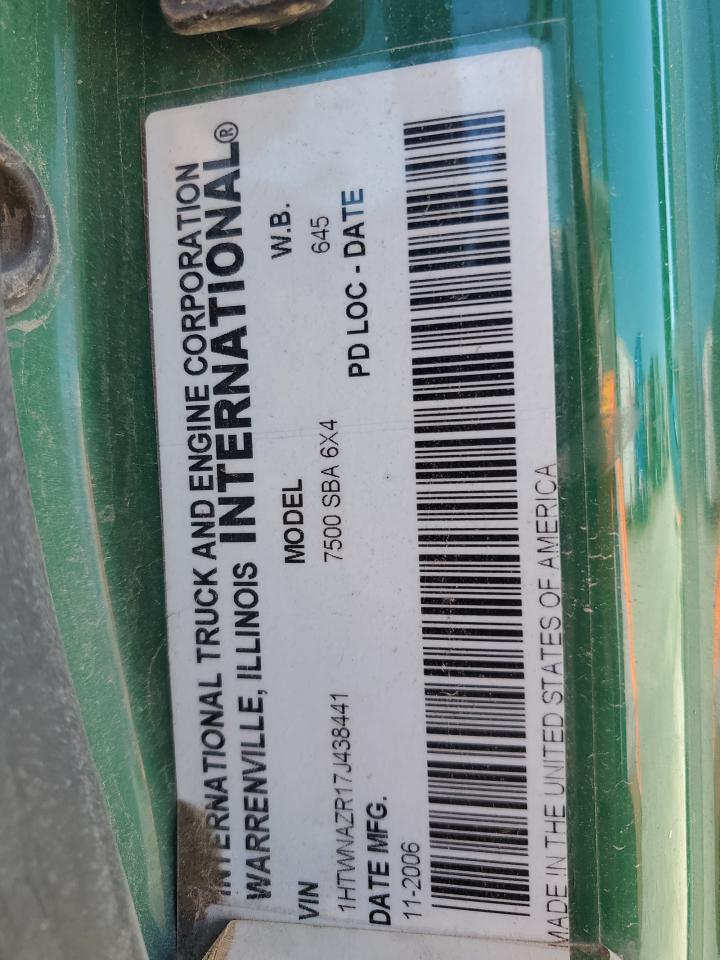 INTERNATIONAL TRUCK AND ENGINE CORPORATION
WARRENVILLE, ILLINOIS INTERNATIONAL®
VIN MODEL W.B.
1HTWNAZR17J438441 7500 SBA 6X4 645
DATE MFG. PD LOC - DATE
11-2006
MADE IN THE UNITED STATES OF AMERICA